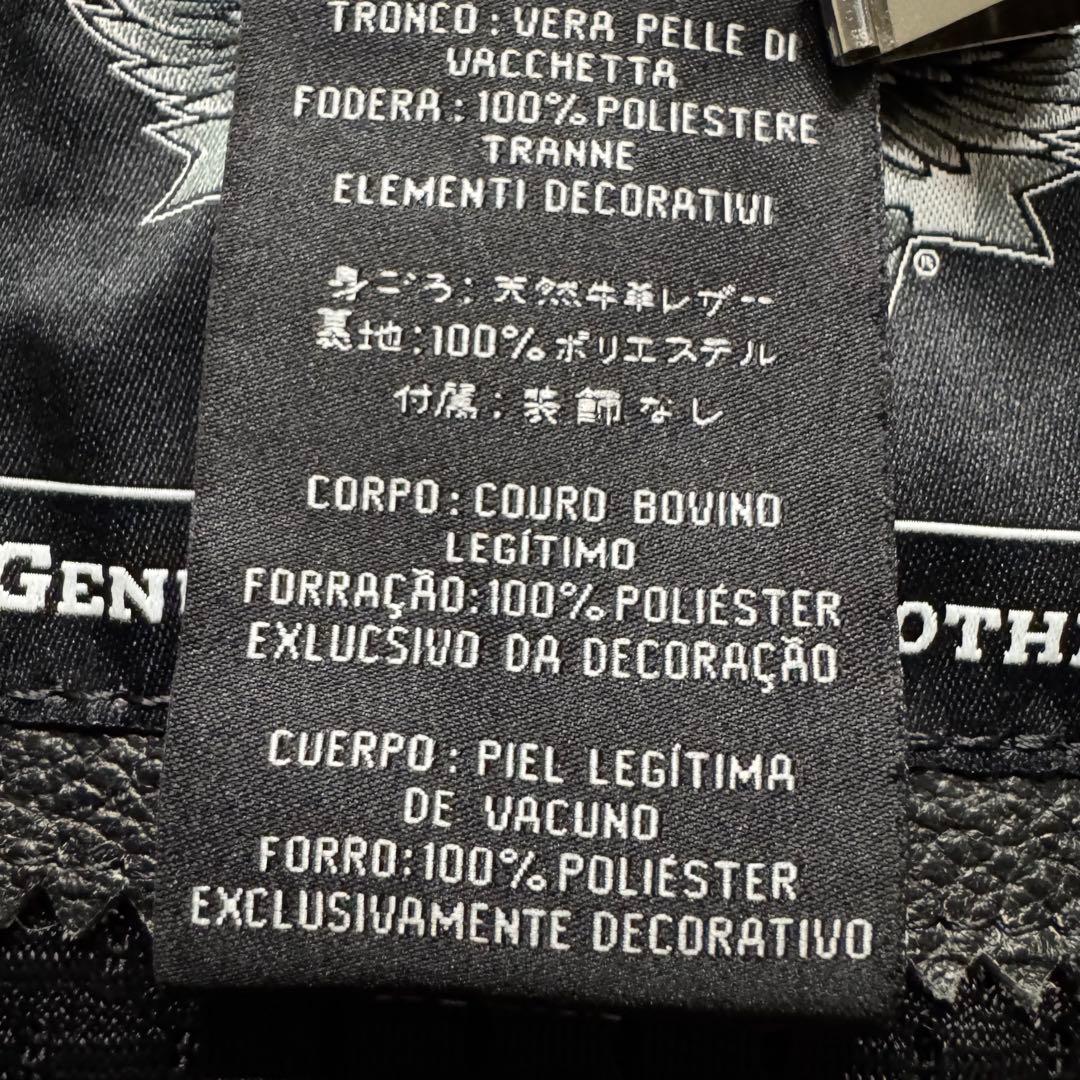 TRONCO : VERA PELLE DI
VACCHETTA
FODERA : 100% POLIESTERE
TRANNE
ELEMENTI DECORATIVI
身ごろ: 天然牛革レザー
裏地:100%ポリエステル
付属: 装飾なし
CORPO : COURO BOVINO
LEGÍTIMO
FORRAÇÃO:100% POLIÉSTER
EXLUCSIVO DA DECORAÇÃO
CUERPO : PIEL LEGÍTIMA
DE VACUNO
FORRO:100% POLIÉSTER
EXCLUSIVAMENTE DECORATIVO
®
GEN
OTH